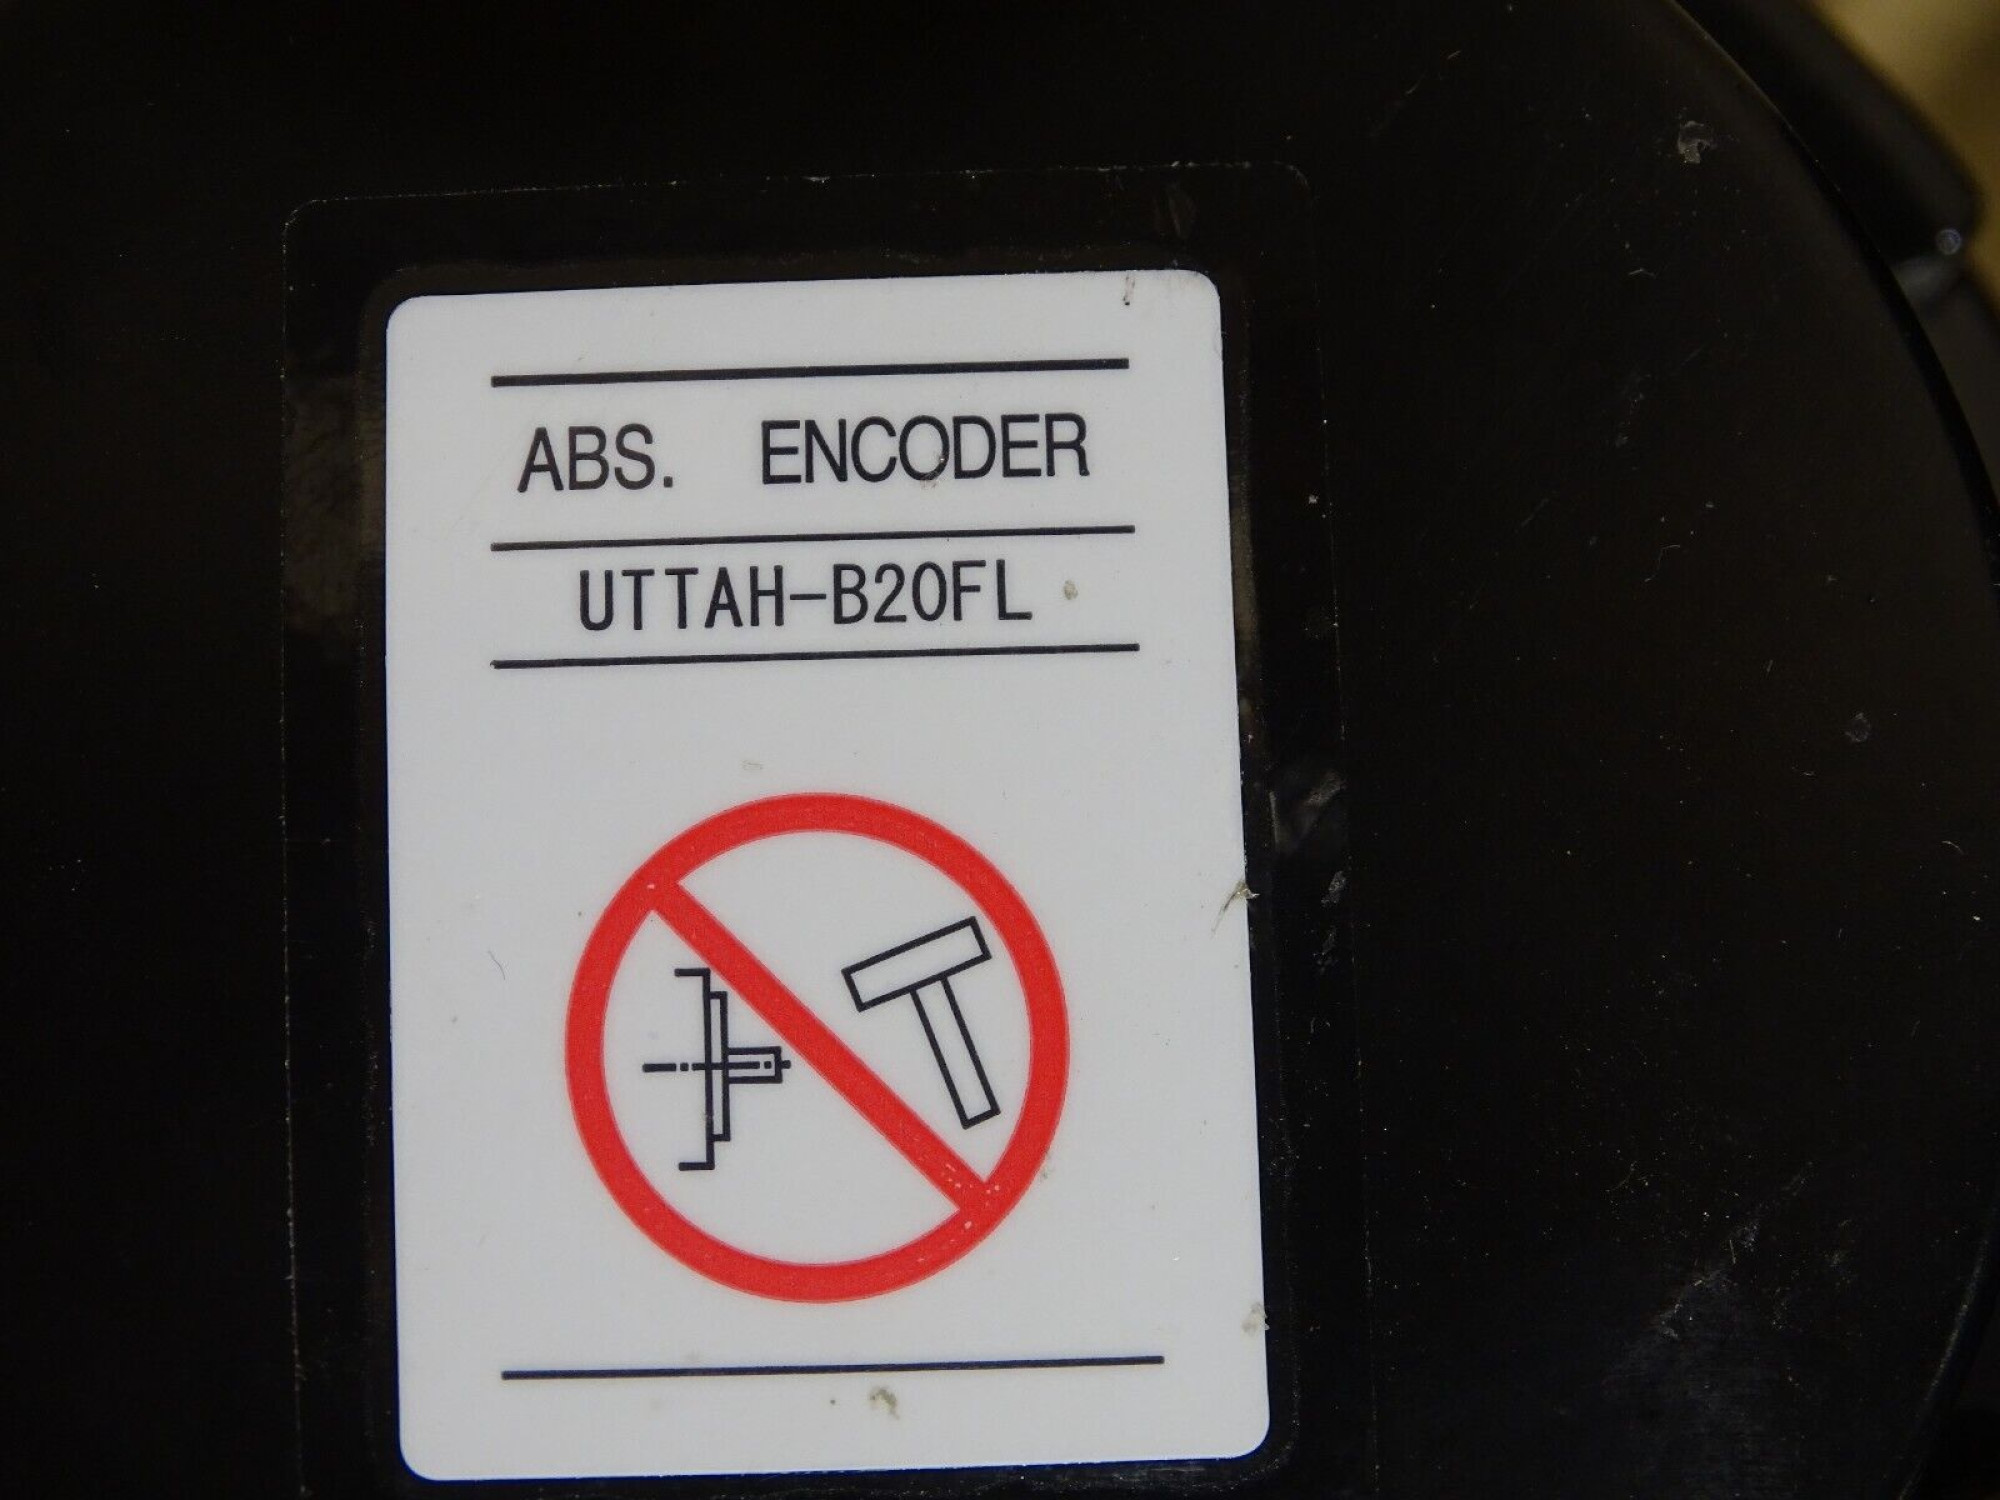 ABS. ENCODER
UTTAH-B20FL